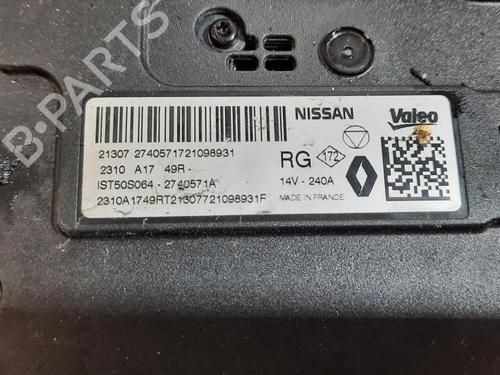 B-PARTS
NISSAN
Valeo
21307 2740571721098931
2310 A17 49R-
RG 172
IST50S064 - 2740571A
14V - 240A
2310A1749RT21307721098931F
MADE IN FRANCE